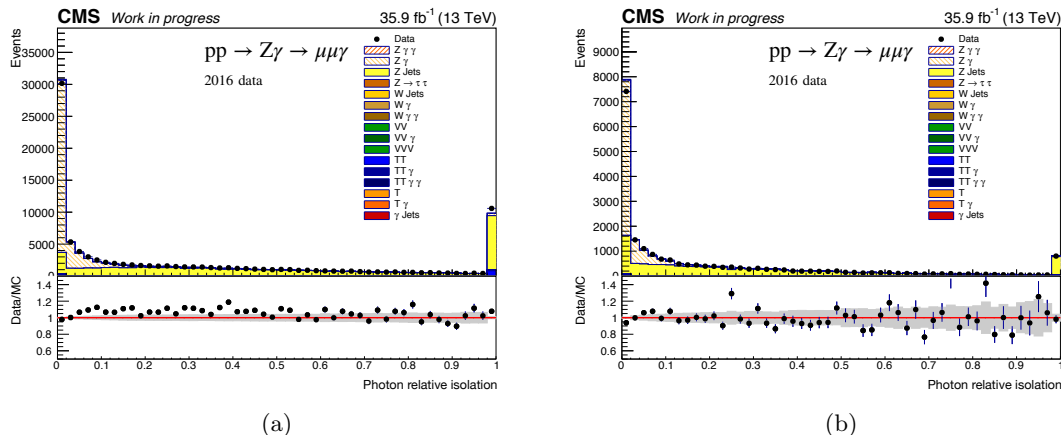 CMS Work in progress 35.9 fb⁻¹ (13 TeV)
Events
35000
30000
25000
20000
15000
10000
5000
pp → Zγ → μμγ
2016 data
Data
Z γ γ
Z γ
Z Jets
Z → τ τ
W Jets
W γ
W γ γ
VV
VV γ
VVV
TT
TT γ
TT γ γ
T
T γ
γ Jets
Data/MC
1.4
1.2
1
0.8
0.6
0 0.1 0.2 0.3 0.4 0.5 0.6 0.7 0.8 0.9 1
Photon relative isolation
(a)
CMS Work in progress 35.9 fb⁻¹ (13 TeV)
Events
9000
8000
7000
6000
5000
4000
3000
2000
1000
0
pp → Zγ → μμγ
2016 data
Data
Z γ γ
Z γ
Z Jets
Z → τ τ
W Jets
W γ
W γ γ
VV
VV γ
VVV
TT
TT γ
TT γ γ
T
T γ
γ Jets
Data/MC
1.4
1.2
1
0.8
0.6
0 0.1 0.2 0.3 0.4 0.5 0.6 0.7 0.8 0.9 1
Photon relative isolation
(b)